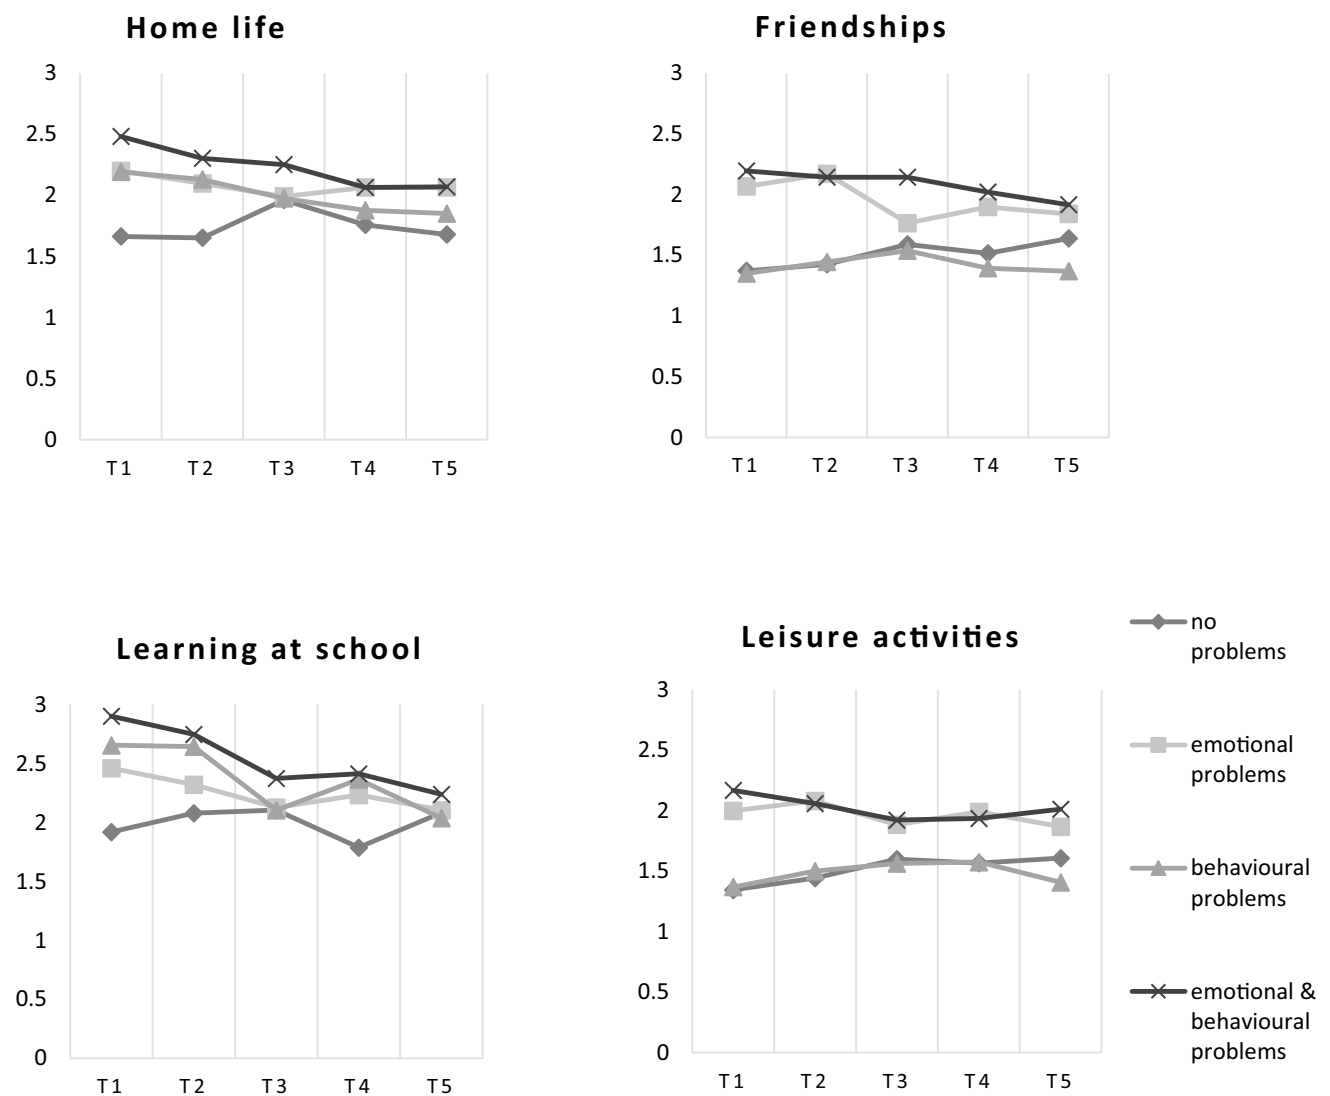 Home life
3
2.5
2
1.5
1
0.5
0
T1 T2 T3 T4 T5
Friendships
3
2.5
2
1.5
1
0.5
0
T1 T2 T3 T4 T5
Learning at school
3
2.5
2
1.5
1
0.5
0
T1 T2 T3 T4 T5
Leisure activities
3
2.5
2
1.5
1
0.5
0
T1 T2 T3 T4 T5
no
problems
emotional
problems
behavioural
problems
emotional &
behavioural
problems